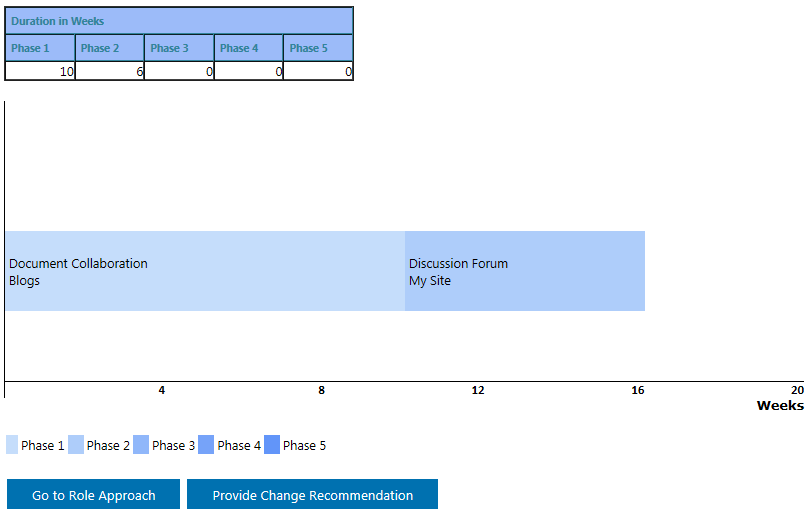 Duration in Weeks
Phase 1 Phase 2 Phase 3 Phase 4 Phase 5
10 6 0 0 0
Document Collaboration
Blogs
Discussion Forum
My Site
4 8 12 16 20
Weeks
Phase 1 Phase 2 Phase 3 Phase 4 Phase 5
Go to Role Approach Provide Change Recommendation